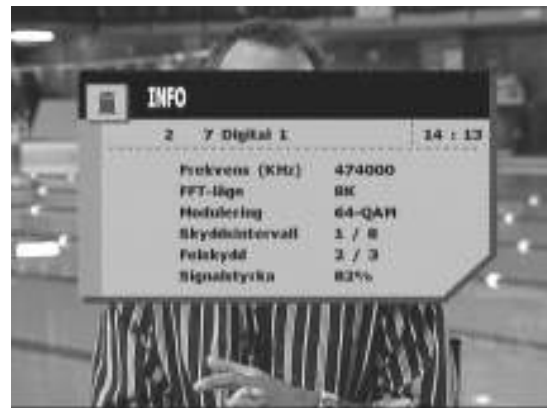 INFO
2 7 Digital 1 14 : 13
Frekvens (KHz) 474000
FFT-läge 8K
Modulering 64-QAM
Skyddsintervall 1 / 8
Felskydd 2 / 3
Signalstyrka 82%